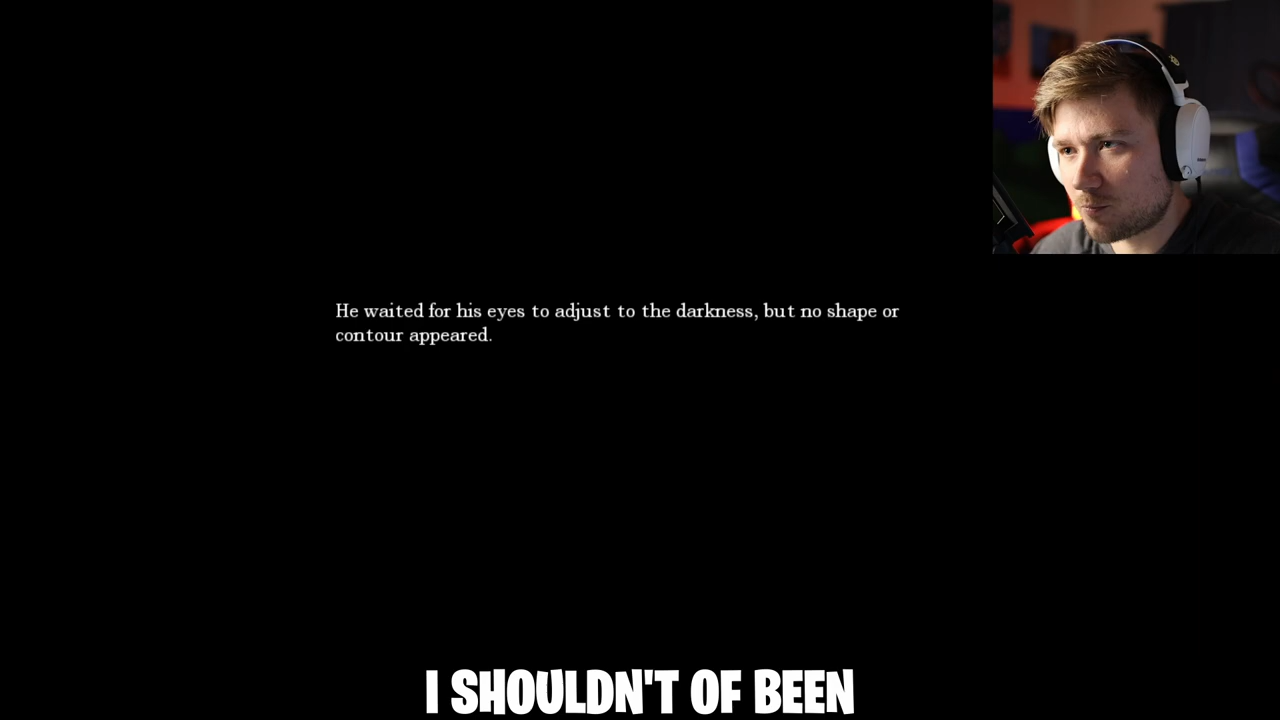 He waited for his eyes to adjust to the darkness, but no shape or
contour appeared.
I SHOULDN'T OF BEEN